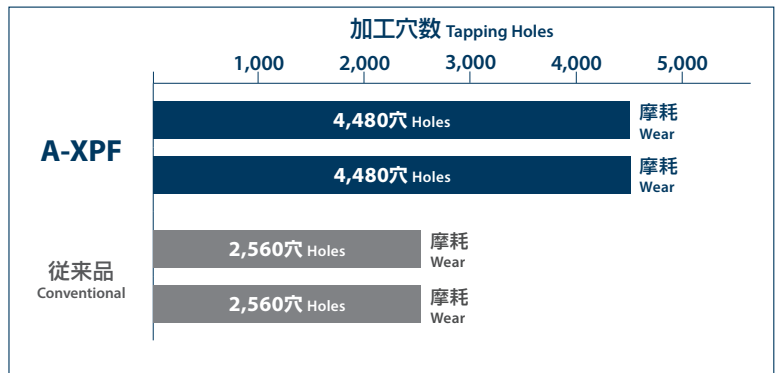 加工穴数 Tapping Holes
1,000 2,000 3,000 4,000 5,000
A-XPF
4,480穴 Holes
摩耗
Wear
4,480穴 Holes
摩耗
Wear
従来品
Conventional
2,560穴 Holes
摩耗
Wear
2,560穴 Holes
摩耗
Wear